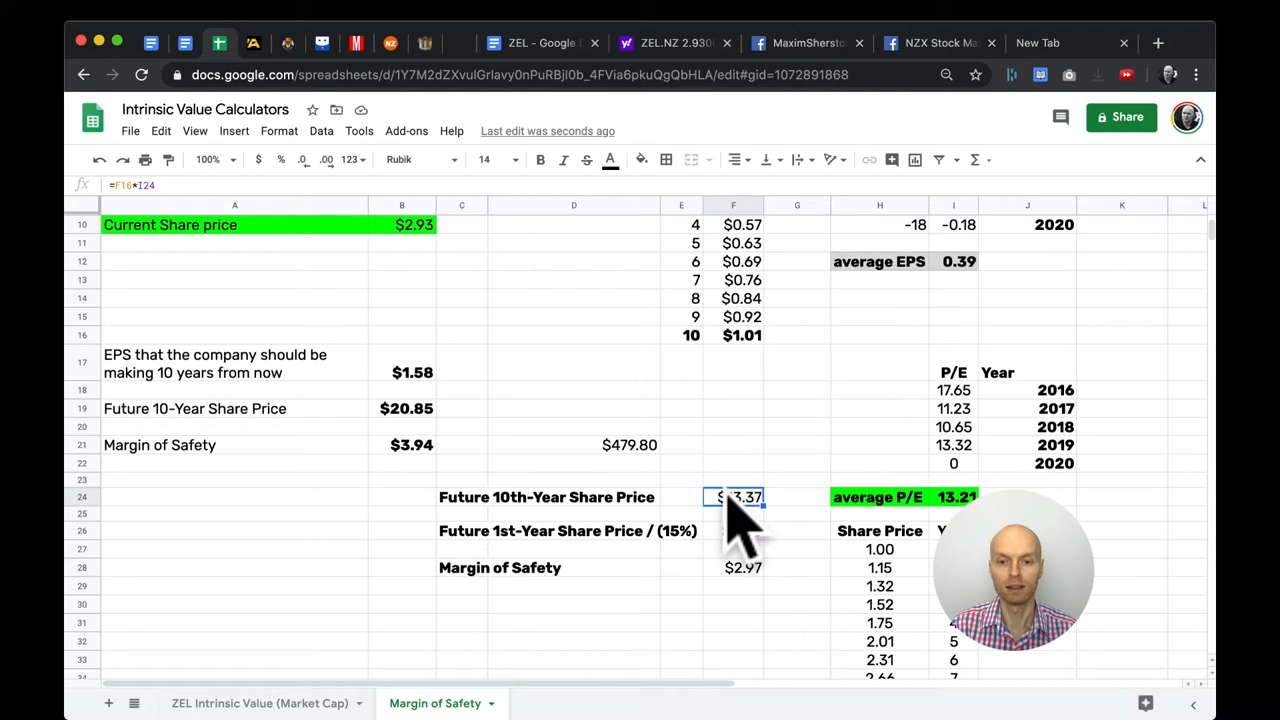 ZEL - Google
ZEL.NZ 2.930
MaximSherstob
NZX Stock Ma
New Tab
docs.google.com/spreadsheets/d/1Y7M2dZXvulGrlavy0nPuRBjI0b_4FVia6pkuQgQbHLA/edit#gid=1072891868
Intrinsic Value Calculators
File Edit View Insert Format Data Tools Add-ons Help Last edit was seconds ago
Share
100% $ % .0 .00 123 Rubik 14 B I S A
fx =F16*I24
A B C D E F G H I J K L
10 Current Share price $2.93 4 $0.57 -18 -0.18 2020
11 5 $0.63
12 6 $0.69 average EPS 0.39
13 7 $0.76
14 8 $0.84
15 9 $0.92
16 10 $1.01
17 EPS that the company should be making 10 years from now $1.58 P/E Year
18 17.65 2016
19 Future 10-Year Share Price $20.85 11.23 2017
20 10.65 2018
21 Margin of Safety $3.94 $479.80 13.32 2019
22 0 2020
23
24 Future 10th-Year Share Price 3.37 average P/E 13.21
25
26 Future 1st-Year Share Price / (15%) Share Price
27 1.00
28 Margin of Safety $2.97 1.15
29 1.32
30 1.52
31 1.75
32 2.01 5
33 2.31 6
ZEL Intrinsic Value (Market Cap)
Margin of Safety